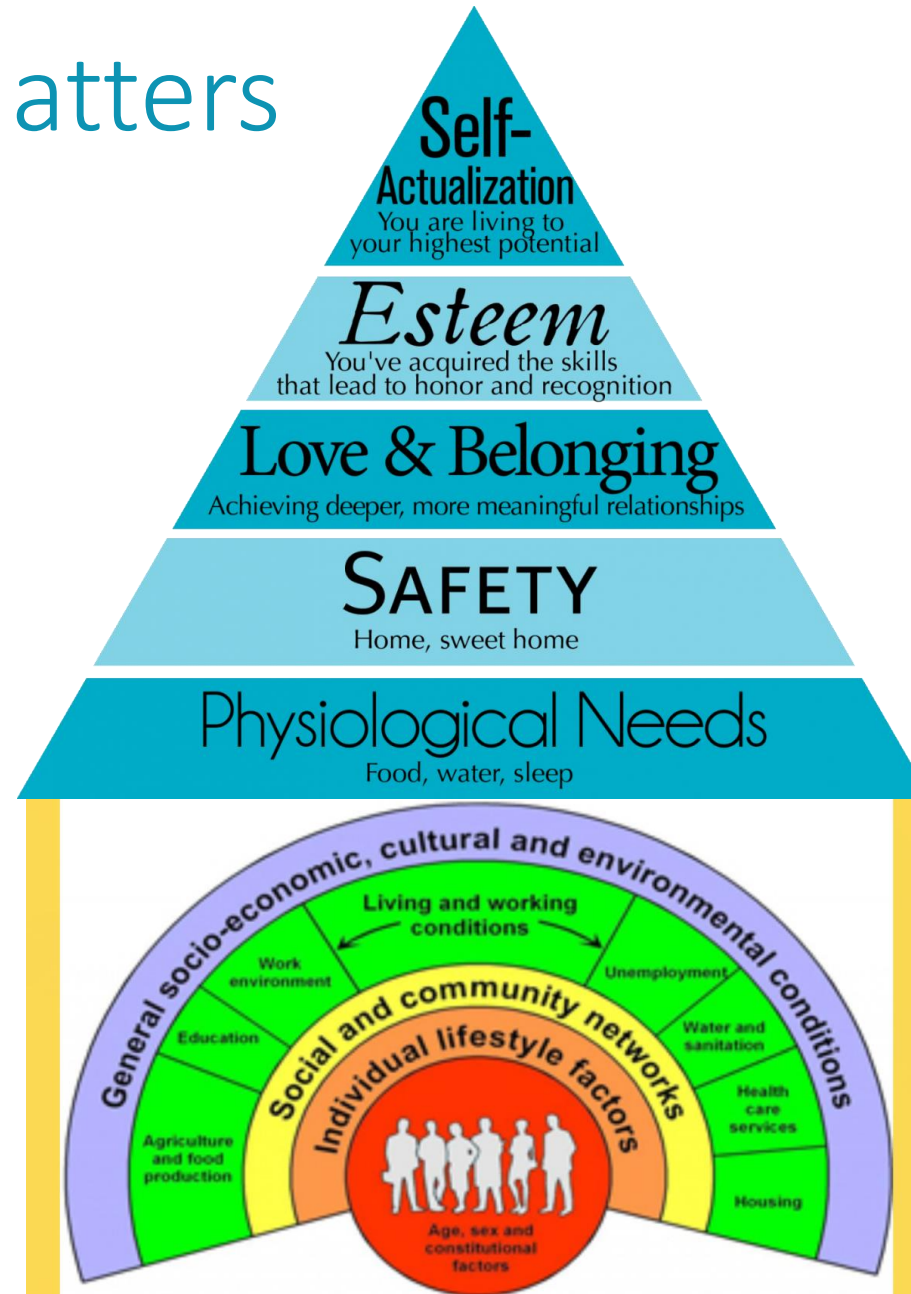 atters
Self-
Actualization
You are living to
your highest potential
Esteem
You've acquired the skills
that lead to honor and recognition
Love & Belonging
Achieving deeper, more meaningful relationships
SAFETY
Home, sweet home
Physiological Needs
Food, water, sleep
General socio-economic, cultural and environmental conditions
Living and working
conditions
Work
environment
Unemployment
Education
Water and
sanitation
Agriculture
and food
production
Health
care
services
Housing
Social and community networks
Individual lifestyle factors
Age, sex and
constitutional
factors